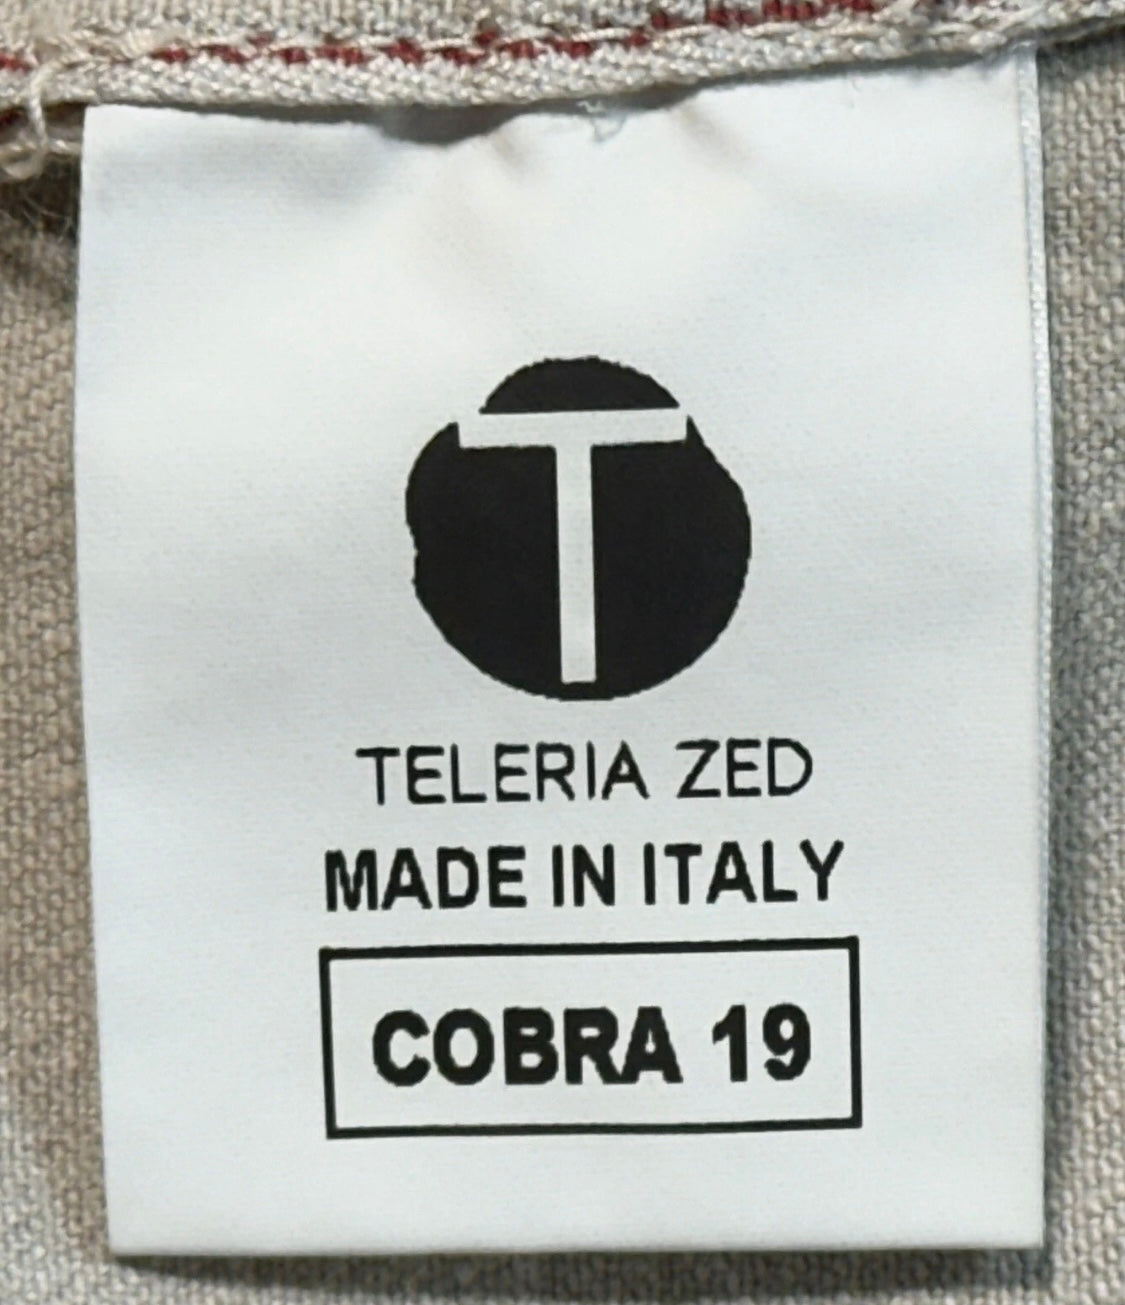 T
TELERIA ZED
MADE IN ITALY
COBRA 19